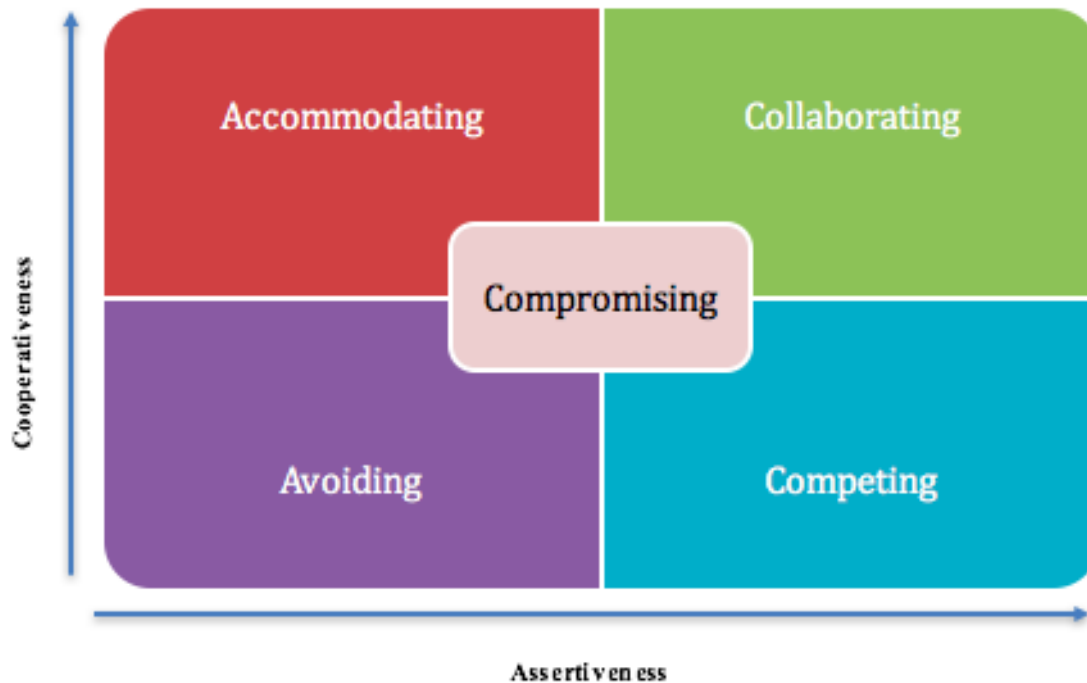 Accommodating
Collaborating
Compromising
Cooperativeness
Avoiding
Competing
Assertiveness